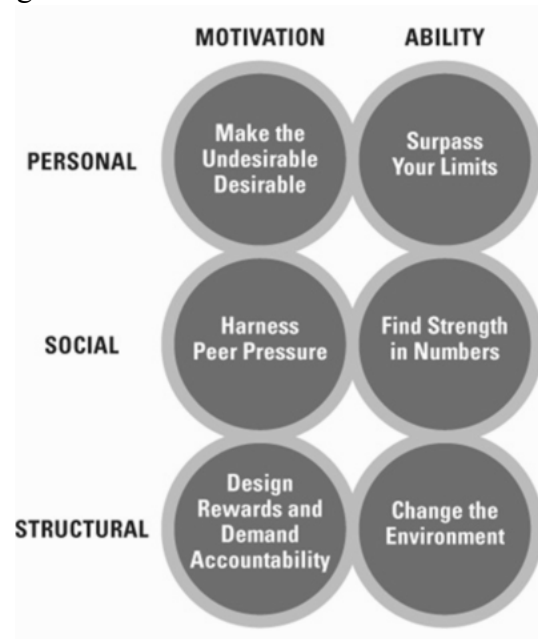 MOTIVATION ABILITY
PERSONAL
Make the
Undesirable
Desirable
Surpass
Your Limits
SOCIAL
Harness
Peer Pressure
Find Strength
in Numbers
STRUCTURAL
Design
Rewards and
Demand
Accountability
Change the
Environment